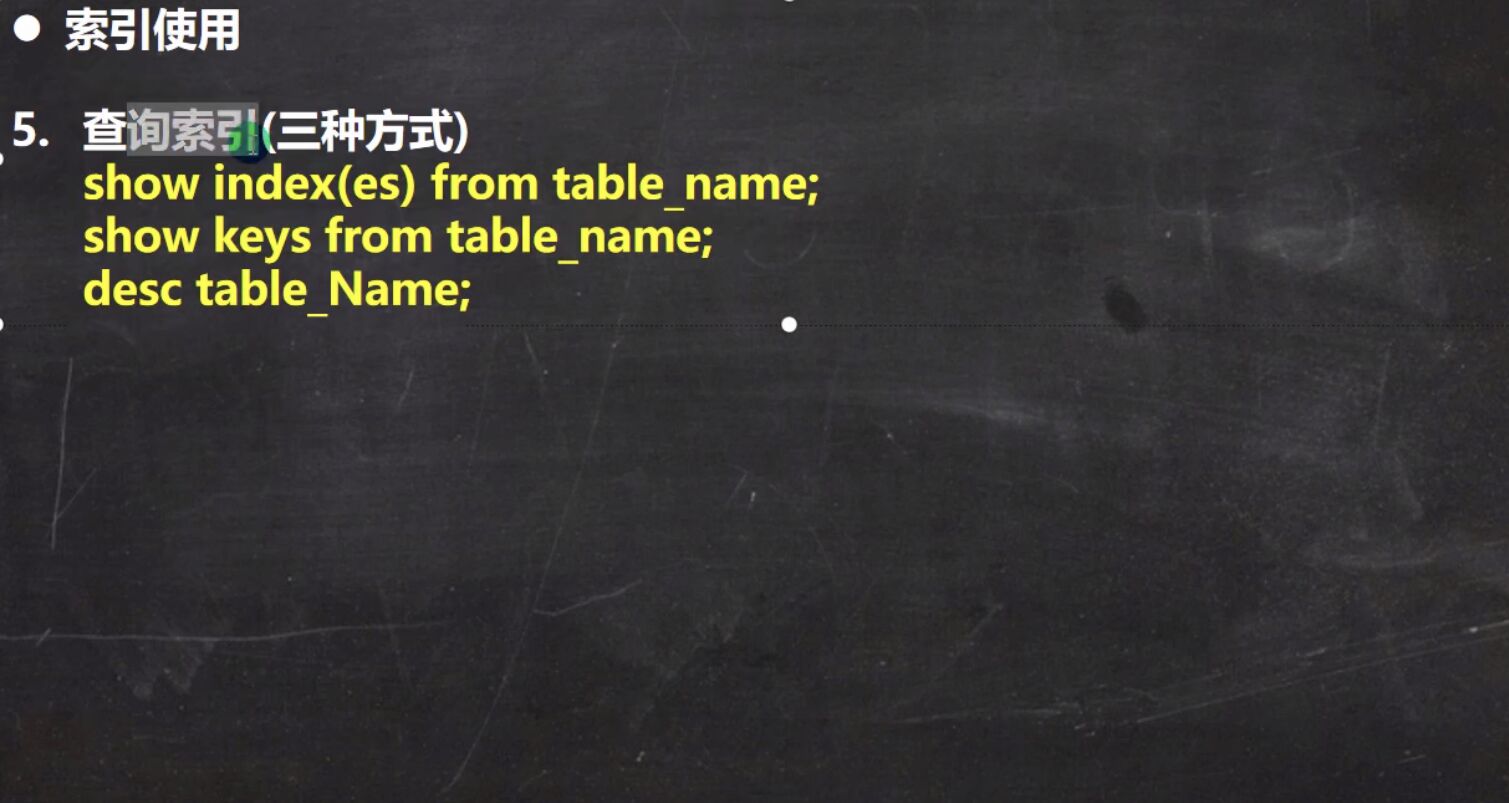 ● 索引使用
5. 查询索引(三种方式)
show index(es) from table_name;
show keys from table_name;
desc table_Name;